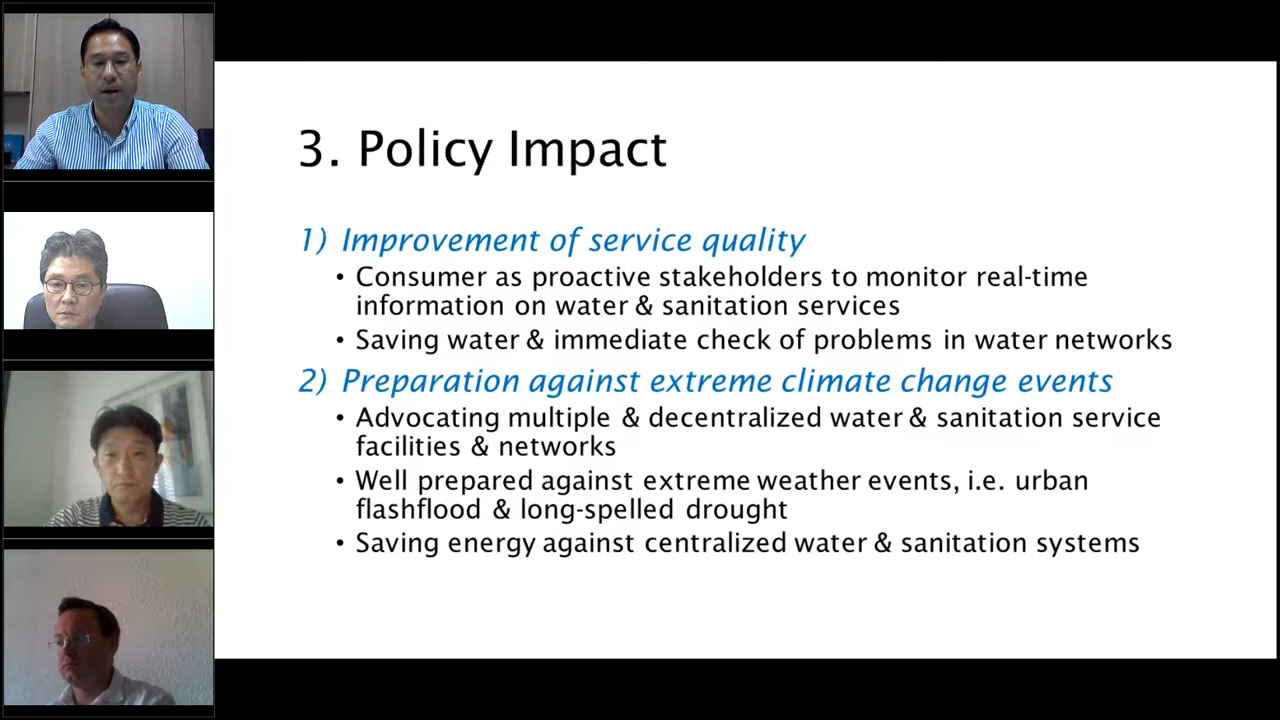 3. Policy Impact
1) Improvement of service quality
• Consumer as proactive stakeholders to monitor real-time
information on water & sanitation services
• Saving water & immediate check of problems in water networks
2) Preparation against extreme climate change events
• Advocating multiple & decentralized water & sanitation service
facilities & networks
• Well prepared against extreme weather events, i.e. urban
flashflood & long-spelled drought
• Saving energy against centralized water & sanitation systems